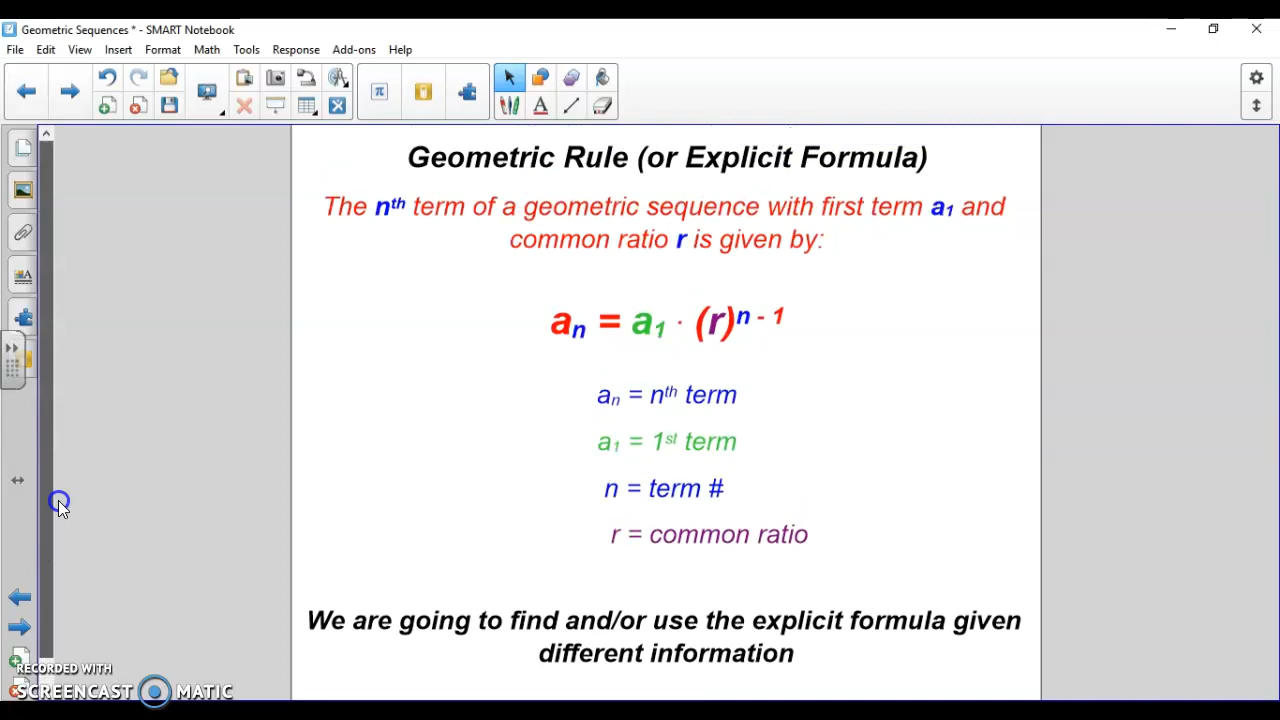 Geometric Sequences * - SMART Notebook
File Edit View Insert Format Math Tools Response Add-ons Help
Geometric Rule (or Explicit Formula)
The nth term of a geometric sequence with first term a1 and
common ratio r is given by:
an = a1 · (r)n - 1
an = nth term
a1 = 1st term
n = term #
r = common ratio
We are going to find and/or use the explicit formula given
different information
RECORDED WITH
SCREENCAST MATIC